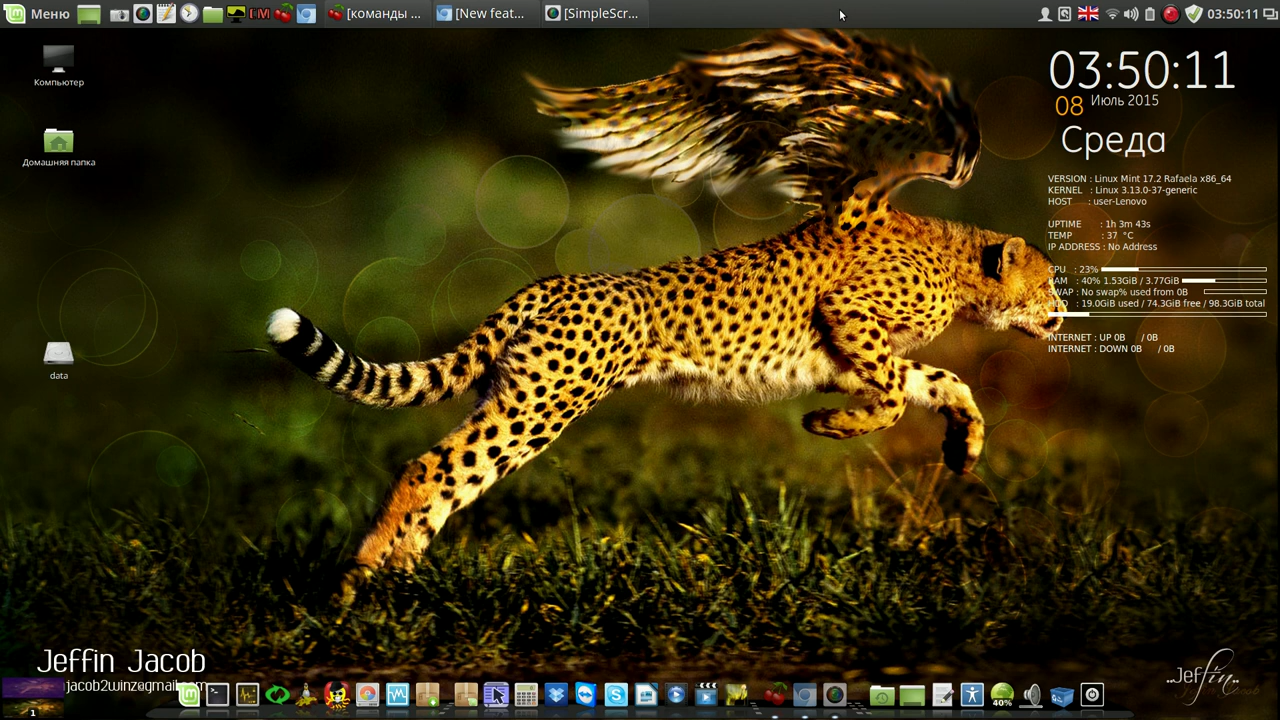 Меню
[команды ...
[New feat...
[SimpleScr...
03:50:11
Компьютер
Домашняя папка
data
03:50:11
08 Июль 2015
Среда
VERSION : Linux Mint 17.2 Rafaela x86_64
KERNEL : Linux 3.13.0-37-generic
HOST : user-Lenovo
UPTIME : 1h 3m 43s
TEMP : 37 °C
IP ADDRESS : No Address
CPU : 23%
RAM : 40% 1.53GiB / 3.77GiB
SWAP : No swap% used from 0B
HDD : 19.0GiB used / 74.3GiB free / 98.3GiB total
INTERNET : UP 0B / 0B
INTERNET : DOWN 0B / 0B
Jeffin Jacob
..Jeffin..
1
40%